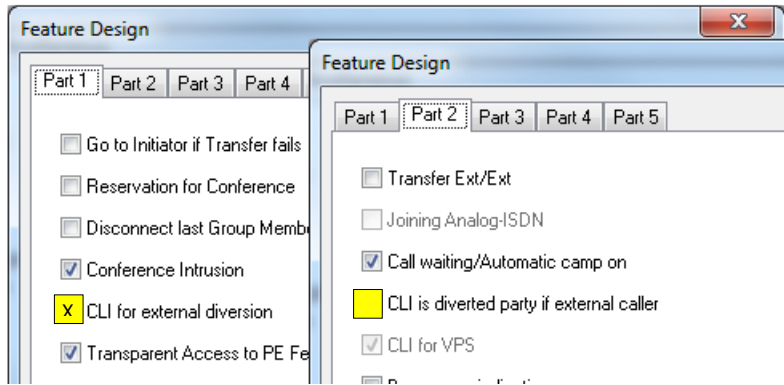 Feature Design
Part 1 Part 2 Part 3 Part 4
Go to Initiator if Transfer fails
Reservation for Conference
Disconnect last Group
Conference Intrusion
X CLI for external diversion
Transparent Access to PE
Feature Design
Part 1 Part 2 Part 3 Part 4 Part 5
Transfer Ext/Ext
Joining Analog-ISDN
Call waiting/Automatic camp on
CLI is diverted party if external caller
CLI for VPS